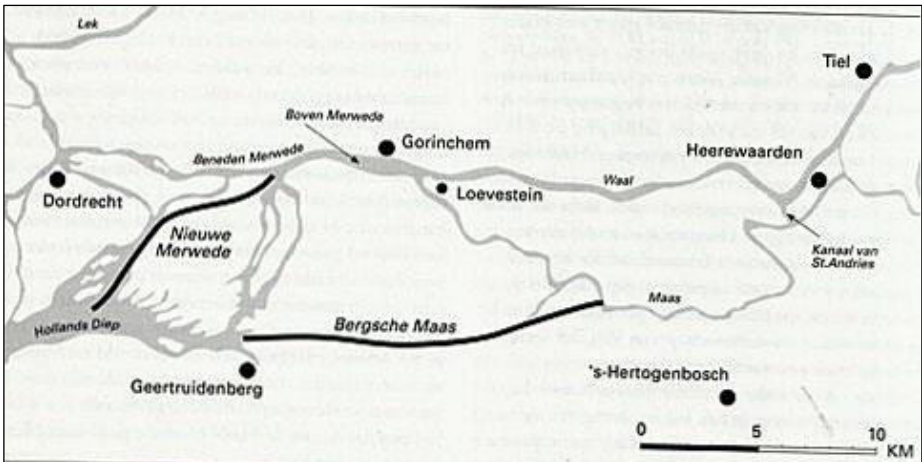 Lek
Tiel
Boven Merwede
Gorinchem
Beneden Merwede
Heerewaarden
Dordrecht
Loevestein
Waal
Nieuwe
Merwede
Kanaal van
St.Andries
Maas
Hollands Diep
Bergsche Maas
Geertruidenberg
's-Hertogenbosch
0 5 10
KM